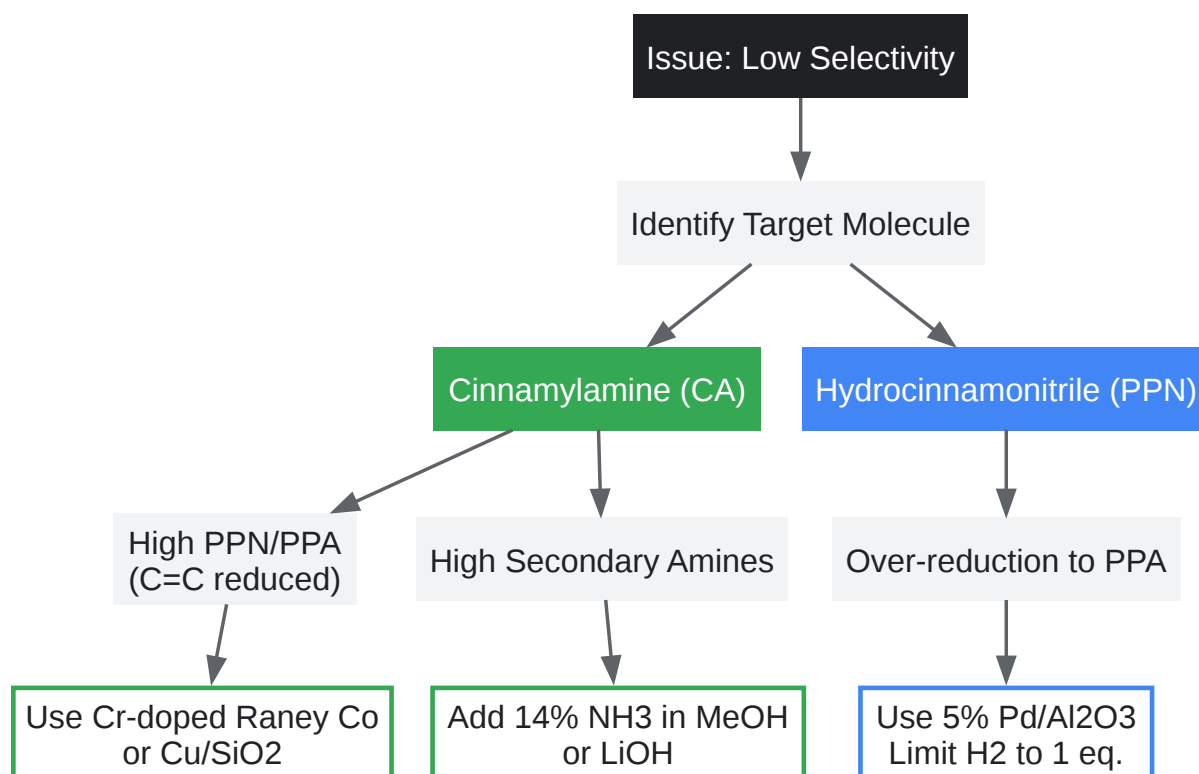 Issue: Low Selectivity
Identify Target Molecule
Cinnamylamine (CA)
Hydrocinnamonitrile (PPN)
High PPN/PPA
(C=C reduced)
High Secondary Amines
Over-reduction to PPA
Use Cr-doped Raney Co
or Cu/SiO2
Add 14% NH3 in MeOH
or LiOH
Use 5% Pd/Al2O3
Limit H2 to 1 eq.